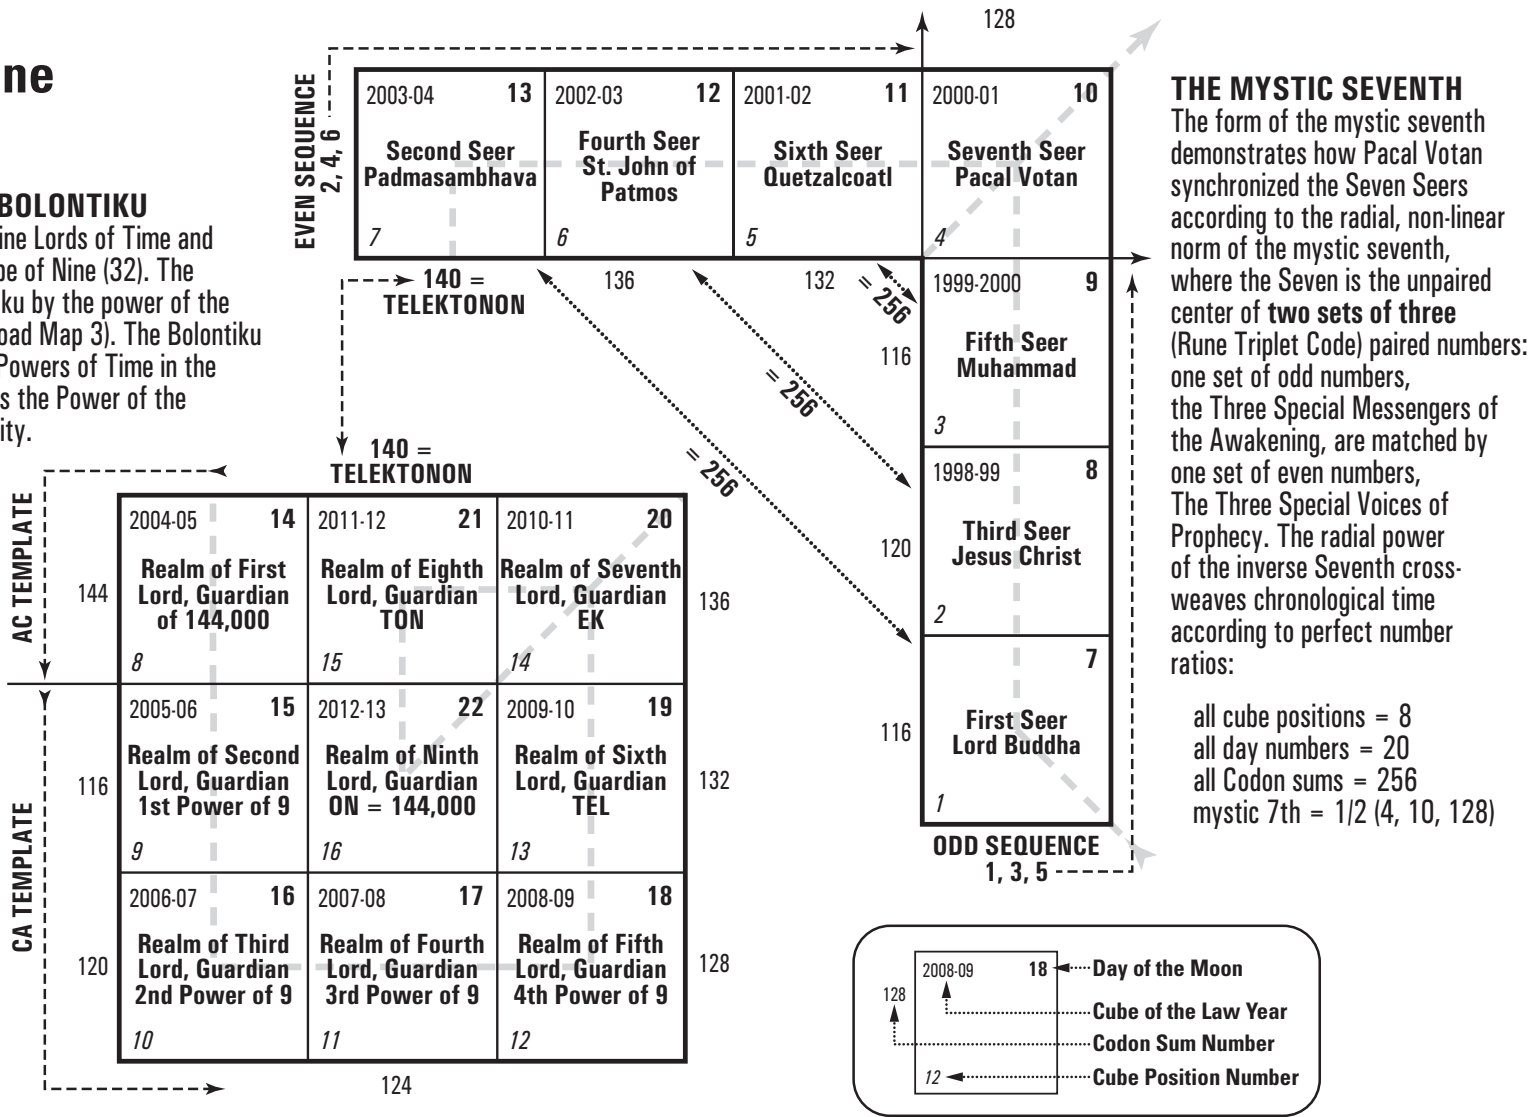 ne
BOLONTIKU
ine Lords of Time and
be of Nine (32). The
ku by the power of the
oad Map 3). The Bolontiku
Powers of Time in the
s the Power of the
ity.
128
EVEN SEQUENCE
2, 4, 6
2003-04 13
Second Seer
Padmasambhava
7
2002-03 12
Fourth Seer
St. John of
Patmos
6
2001-02 11
Sixth Seer
Quetzalcoatl
5
2000-01 10
Seventh Seer
Pacal Votan
4
140 =
TELEKTONON
136
132
= 256
= 256
= 256
1999-2000 9
Fifth Seer
Muhammad
3
116
1998-99 8
Third Seer
Jesus Christ
2
120
7
First Seer
Lord Buddha
1
116
ODD SEQUENCE
1, 3, 5
140 =
TELEKTONON
AC TEMPLATE
CA TEMPLATE
144
2004-05 14
Realm of First
Lord, Guardian
of 144,000
8
2011-12 21
Realm of Eighth
Lord, Guardian
TON
15
2010-11 20
Realm of Seventh
Lord, Guardian
EK
14
136
116
2005-06 15
Realm of Second
Lord, Guardian
1st Power of 9
9
2012-13 22
Realm of Ninth
Lord, Guardian
ON = 144,000
16
2009-10 19
Realm of Sixth
Lord, Guardian
TEL
13
132
120
2006-07 16
Realm of Third
Lord, Guardian
2nd Power of 9
10
2007-08 17
Realm of Fourth
Lord, Guardian
3rd Power of 9
11
2008-09 18
Realm of Fifth
Lord, Guardian
4th Power of 9
12
128
124
THE MYSTIC SEVENTH
The form of the mystic seventh
demonstrates how Pacal Votan
synchronized the Seven Seers
according to the radial, non-linear
norm of the mystic seventh,
where the Seven is the unpaired
center of two sets of three
(Rune Triplet Code) paired numbers:
one set of odd numbers,
the Three Special Messengers of
the Awakening, are matched by
one set of even numbers,
The Three Special Voices of
Prophecy. The radial power
of the inverse Seventh cross-
weaves chronological time
according to perfect number
ratios:
all cube positions = 8
all day numbers = 20
all Codon sums = 256
mystic 7th = 1/2 (4, 10, 128)
2008-09 18
128
12
Day of the Moon
Cube of the Law Year
Codon Sum Number
Cube Position Number